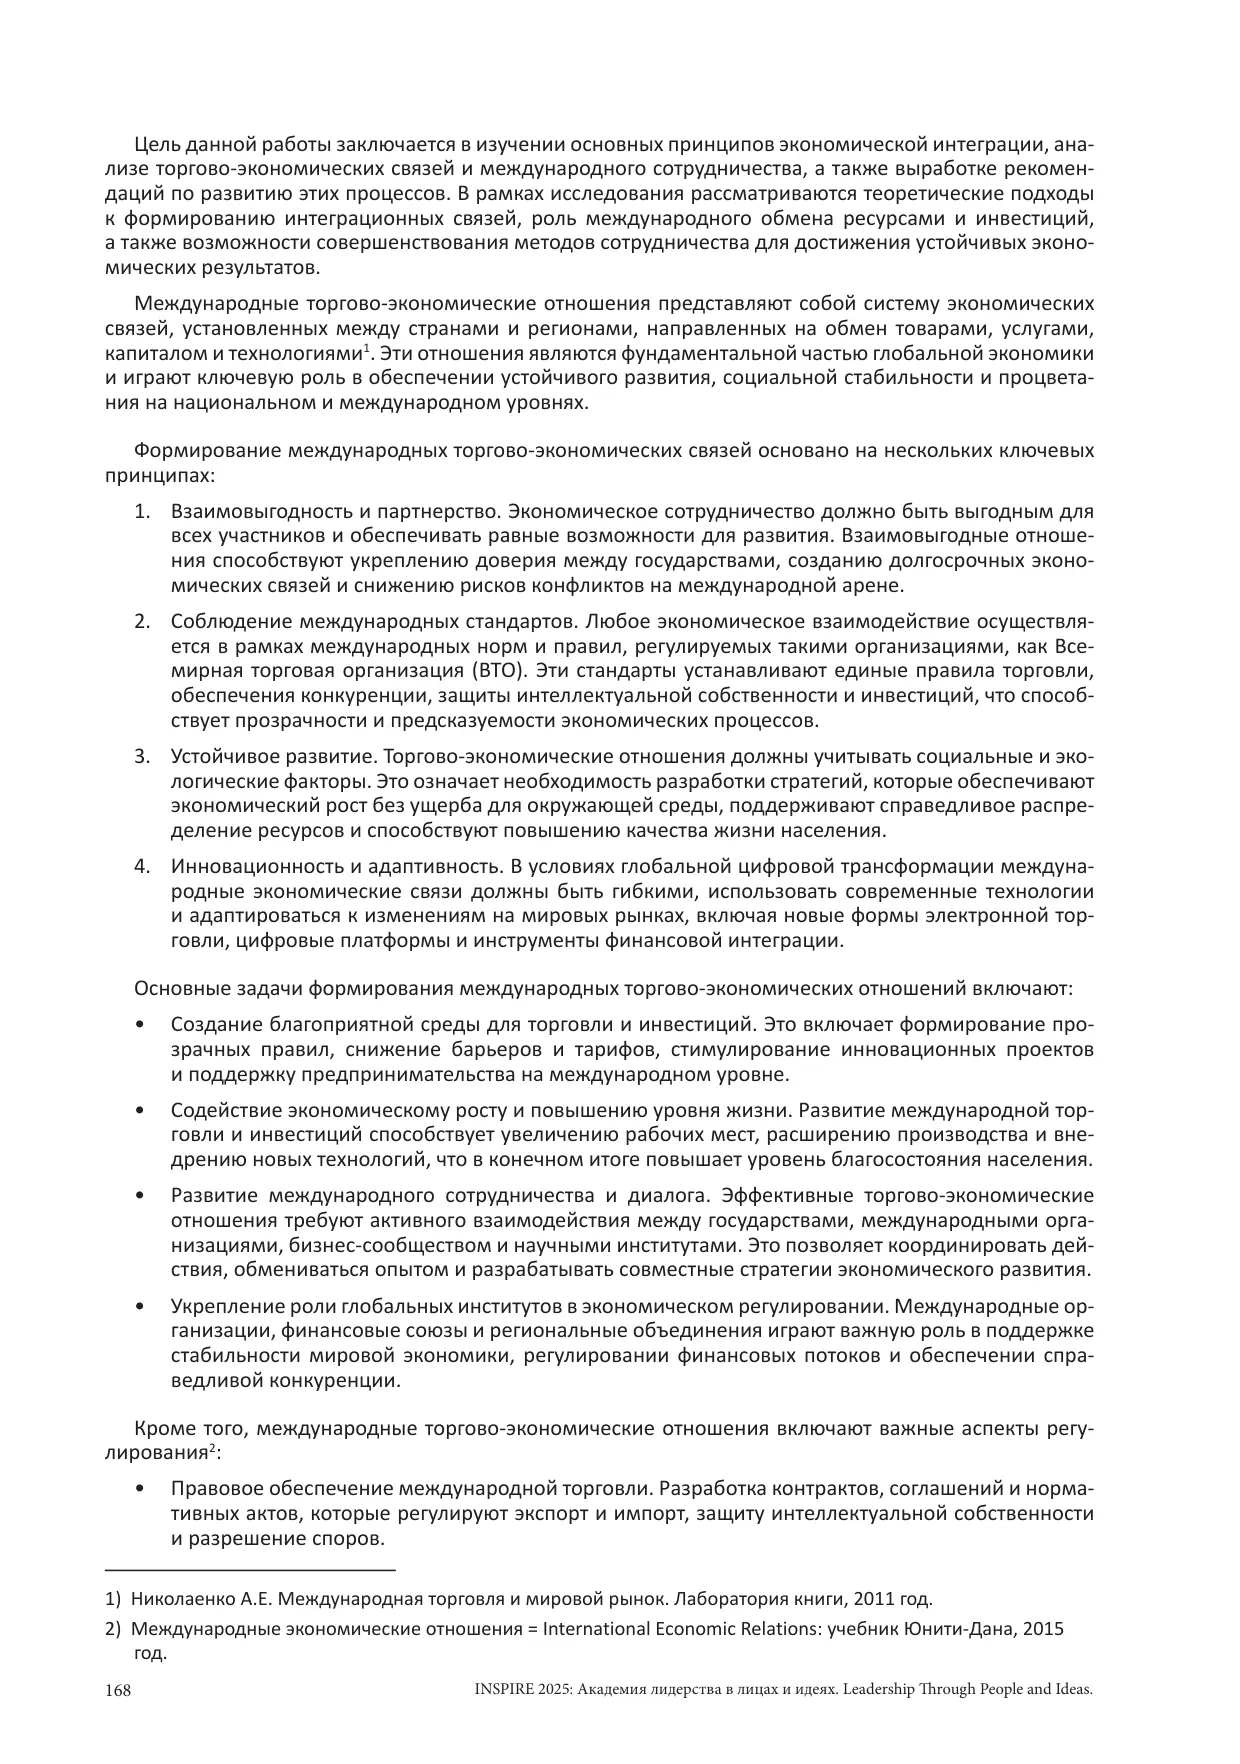 Цель данной работы заключается в изучении основных принципов экономической интеграции, ана-
лизе торгово-экономических связей и международного сотрудничества, а также выработке рекомен-
даций по развитию этих процессов. В рамках исследования рассматриваются теоретические подходы
к формированию интеграционных связей, роль международного обмена ресурсами и инвестиций,
а также возможности совершенствования методов сотрудничества для достижения устойчивых эконо-
мических результатов.
Международные торгово-экономические отношения представляют собой систему экономических
связей, установленных между странами и регионами, направленных на обмен товарами, услугами,
капиталом и технологиями¹. Эти отношения являются фундаментальной частью глобальной экономики
и играют ключевую роль в обеспечении устойчивого развития, социальной стабильности и процвета-
ния на национальном и международном уровнях.
Формирование международных торгово-экономических связей основано на нескольких ключевых
принципах:
1. Взаимовыгодность и партнерство. Экономическое сотрудничество должно быть выгодным для
всех участников и обеспечивать равные возможности для развития. Взаимовыгодные отноше-
ния способствуют укреплению доверия между государствами, созданию долгосрочных эконо-
мических связей и снижению рисков конфликтов на международной арене.
2. Соблюдение международных стандартов. Любое экономическое взаимодействие осуществля-
ется в рамках международных норм и правил, регулируемых такими организациями, как Все-
мирная торговая организация (ВТО). Эти стандарты устанавливают единые правила торговли,
обеспечения конкуренции, защиты интеллектуальной собственности и инвестиций, что способ-
ствует прозрачности и предсказуемости экономических процессов.
3. Устойчивое развитие. Торгово-экономические отношения должны учитывать социальные и эко-
логические факторы. Это означает необходимость разработки стратегий, которые обеспечивают
экономический рост без ущерба для окружающей среды, поддерживают справедливое распре-
деление ресурсов и способствуют повышению качества жизни населения.
4. Инновационность и адаптивность. В условиях глобальной цифровой трансформации междуна-
родные экономические связи должны быть гибкими, использовать современные технологии
и адаптироваться к изменениям на мировых рынках, включая новые формы электронной тор-
говли, цифровые платформы и инструменты финансовой интеграции.
Основные задачи формирования международных торгово-экономических отношений включают:
• Создание благоприятной среды для торговли и инвестиций. Это включает формирование про-
зрачных правил, снижение барьеров и тарифов, стимулирование инновационных проектов
и поддержку предпринимательства на международном уровне.
• Содействие экономическому росту и повышению уровня жизни. Развитие международной тор-
говли и инвестиций способствует увеличению рабочих мест, расширению производства и вне-
дрению новых технологий, что в конечном итоге повышает уровень благосостояния населения.
• Развитие международного сотрудничества и диалога. Эффективные торгово-экономические
отношения требуют активного взаимодействия между государствами, международными орга-
низациями, бизнес-сообществом и научными институтами. Это позволяет координировать дей-
ствия, обмениваться опытом и разрабатывать совместные стратегии экономического развития.
• Укрепление роли глобальных институтов в экономическом регулировании. Международные ор-
ганизации, финансовые союзы и региональные объединения играют важную роль в поддержке
стабильности мировой экономики, регулировании финансовых потоков и обеспечении спра-
ведливой конкуренции.
Кроме того, международные торгово-экономические отношения включают важные аспекты регу-
лирования²:
• Правовое обеспечение международной торговли. Разработка контрактов, соглашений и норма-
тивных актов, которые регулируют экспорт и импорт, защиту интеллектуальной собственности
и разрешение споров.
1) Николаенко А.Е. Международная торговля и мировой рынок. Лаборатория книги, 2011 год.
2) Международные экономические отношения = International Economic Relations: учебник Юнити-Дана, 2015
год.
168 INSPIRE 2025: Академия лидерства в лицах и идеях. Leadership Through People and Ideas.